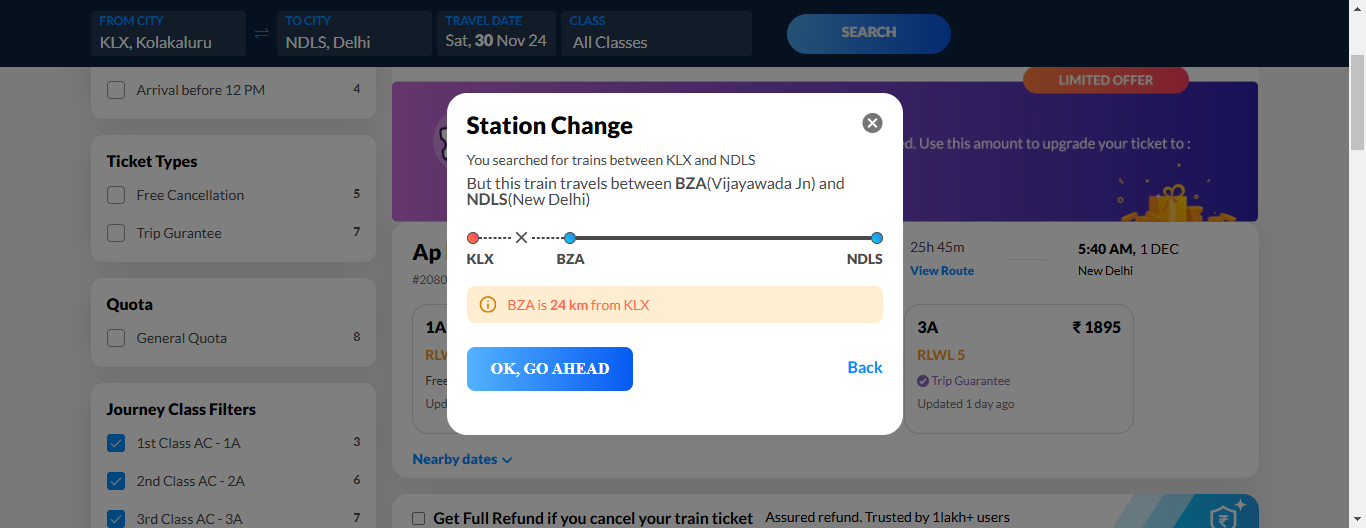 FROM CITY
KLX, Kolakaluru
TO CITY
NDLS, Delhi
TRAVEL DATE
Sat, 30 Nov 24
CLASS
All Classes
SEARCH
Arrival before 12 PM 4
Ticket Types
Free Cancellation 5
Trip Gurantee 7
Quota
General Quota 8
Journey Class Filters
1st Class AC - 1A 3
2nd Class AC - 2A 6
3rd Class AC - 3A 7
LIMITED OFFER
ed. Use this amount to upgrade your ticket to :
Station Change
You searched for trains between KLX and NDLS
But this train travels between BZA(Vijayawada Jn) and
NDLS(New Delhi)
KLX BZA NDLS
BZA is 24 km from KLX
OK, GO AHEAD
Back
Ap
#2080
25h 45m
View Route
5:40 AM, 1 DEC
New Delhi
1A
RLW
Free
Upd
3A ₹ 1895
RLWL 5
Trip Guarantee
Updated 1 day ago
Nearby dates
Get Full Refund if you cancel your train ticket Assured refund. Trusted by 1lakh+ users